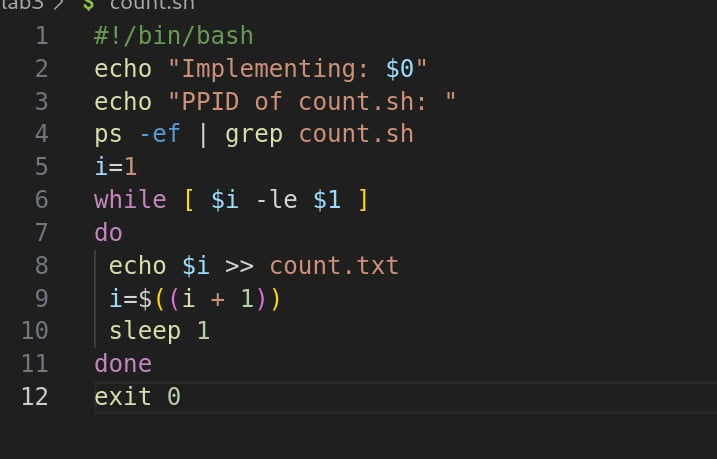 lab3 > $ count.sh
1 #!/bin/bash
2 echo "Implementing: $0"
3 echo "PPID of count.sh: "
4 ps -ef | grep count.sh
5 i=1
6 while [ $i -le $1 ]
7 do
8 echo $i >> count.txt
9 i=$((i + 1))
10 sleep 1
11 done
12 exit 0